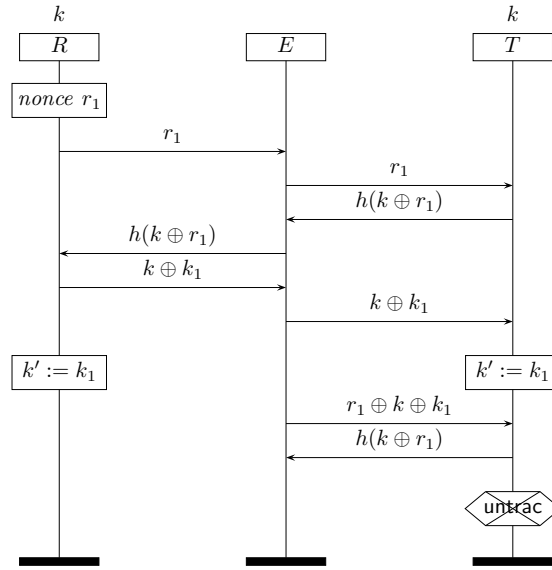 k k
R E T
nonce r₁
r₁
r₁
h(k ⊕ r₁)
h(k ⊕ r₁)
k ⊕ k₁
k ⊕ k₁
k′ := k₁ k′ := k₁
r₁ ⊕ k ⊕ k₁
h(k ⊕ r₁)
untrac